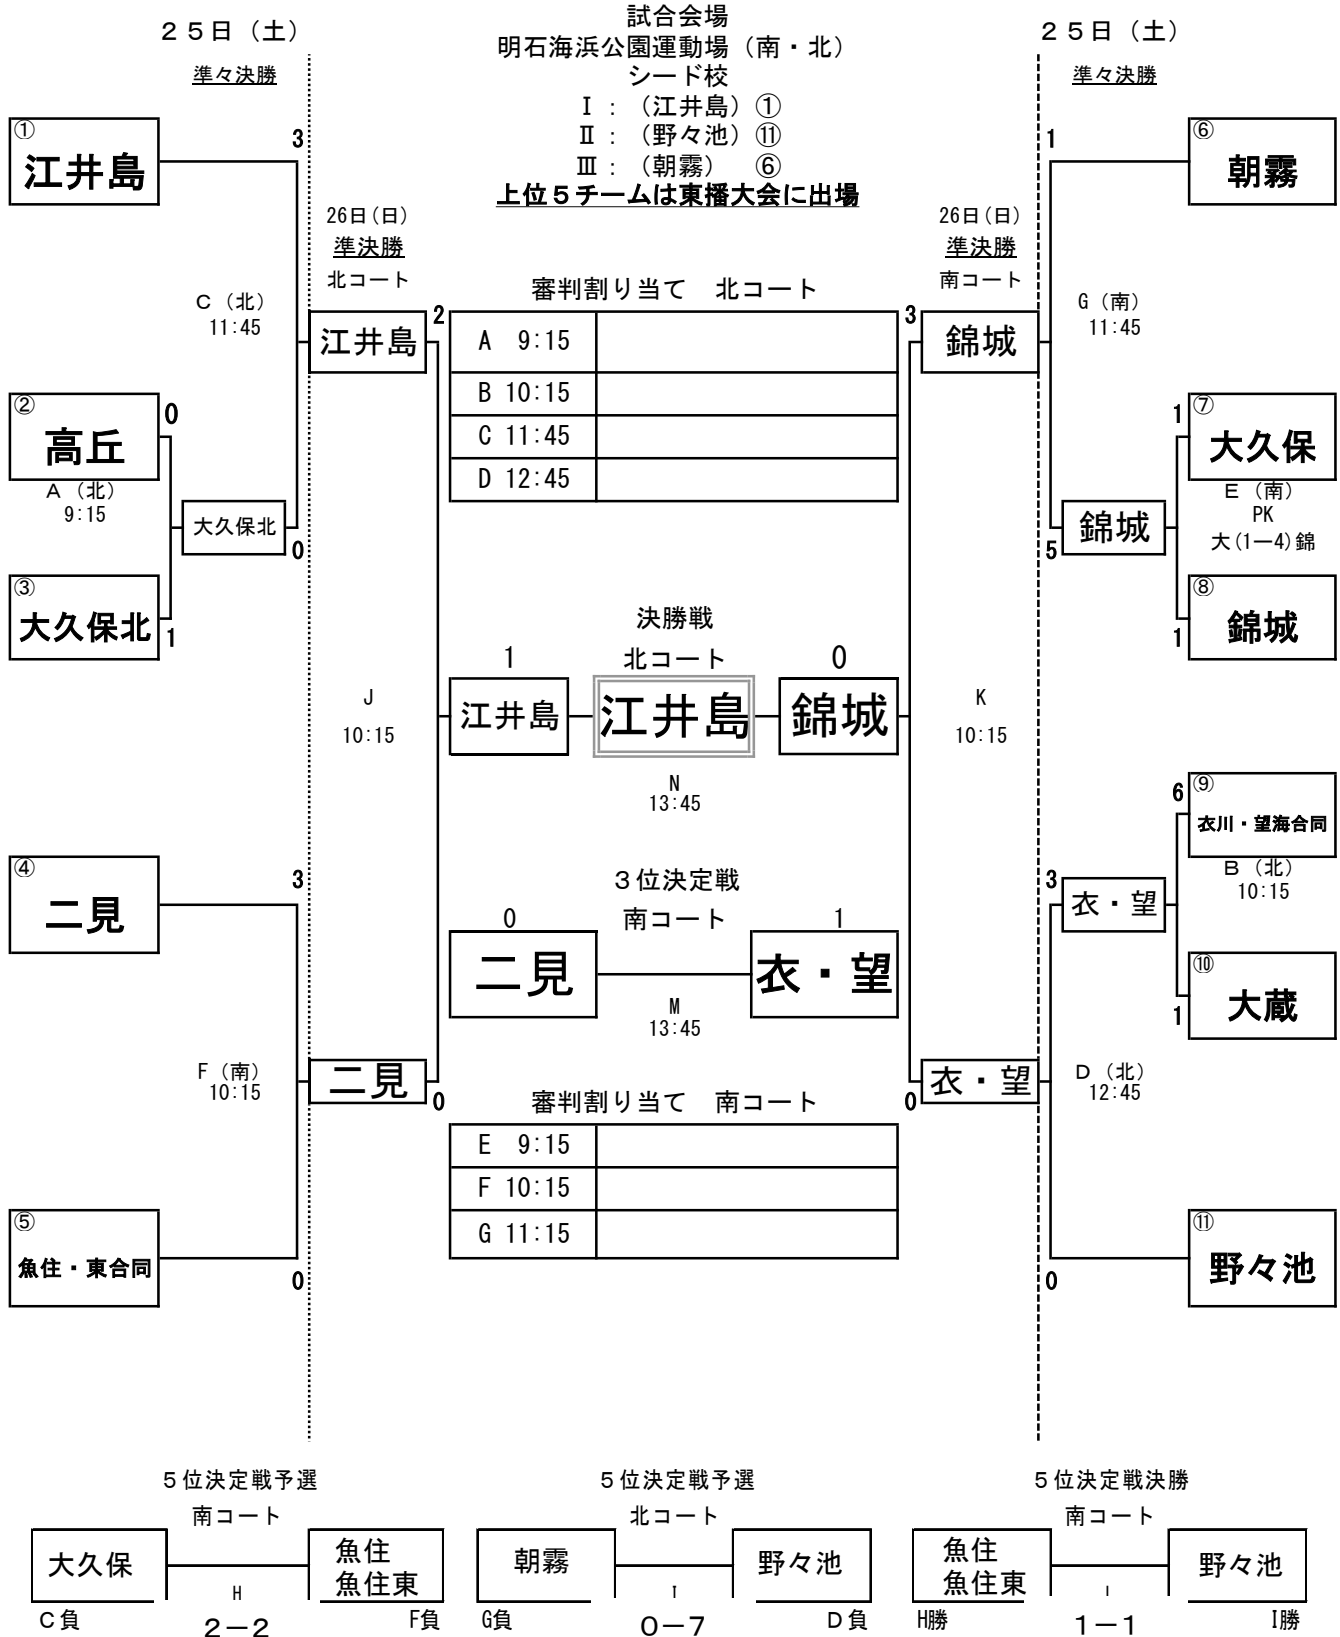 ２５日（土）
準々決勝
試合会場
明石海浜公園運動場（南・北）
シード校
Ⅰ：（江井島）①
Ⅱ：（野々池）⑪
Ⅲ：（朝霧）　⑥
上位５チームは東播大会に出場
２５日（土）
準々決勝
①
江井島
3
1
⑥
朝霧
26日(日)
準決勝
北コート
26日(日)
準決勝
南コート
C（北）
11:45
G（南）
11:45
江井島
2
審判割り当て　北コート
A 9:15
B 10:15
C 11:45
D 12:45
3
錦城
②
高丘
0
A（北）
9:15
大久保北
0
③
大久保北
1
1
⑦
大久保
E（南）
PK
大(1ー4)錦
錦城
5
⑧
錦城
1
決勝戦
北コート
1
0
江井島
江井島
錦城
N
13:45
J
10:15
K
10:15
④
二見
3
6
⑨
衣川・望海合同
B（北）
10:15
3
衣・望
⑩
大蔵
1
３位決定戦
南コート
0
1
二見
衣・望
M
13:45
F（南）
10:15
二見
0
0
衣・望
D（北）
12:45
審判割り当て　南コート
E 9:15
F 10:15
G 11:15
⑤
魚住・東合同
0
0
⑪
野々池
５位決定戦予選
南コート
大久保
魚住
魚住東
H
C負
２－２
F負
５位決定戦予選
北コート
朝霧
野々池
I
G負
０－７
D負
５位決定戦決勝
南コート
魚住
魚住東
野々池
L
H勝
１－１
I勝